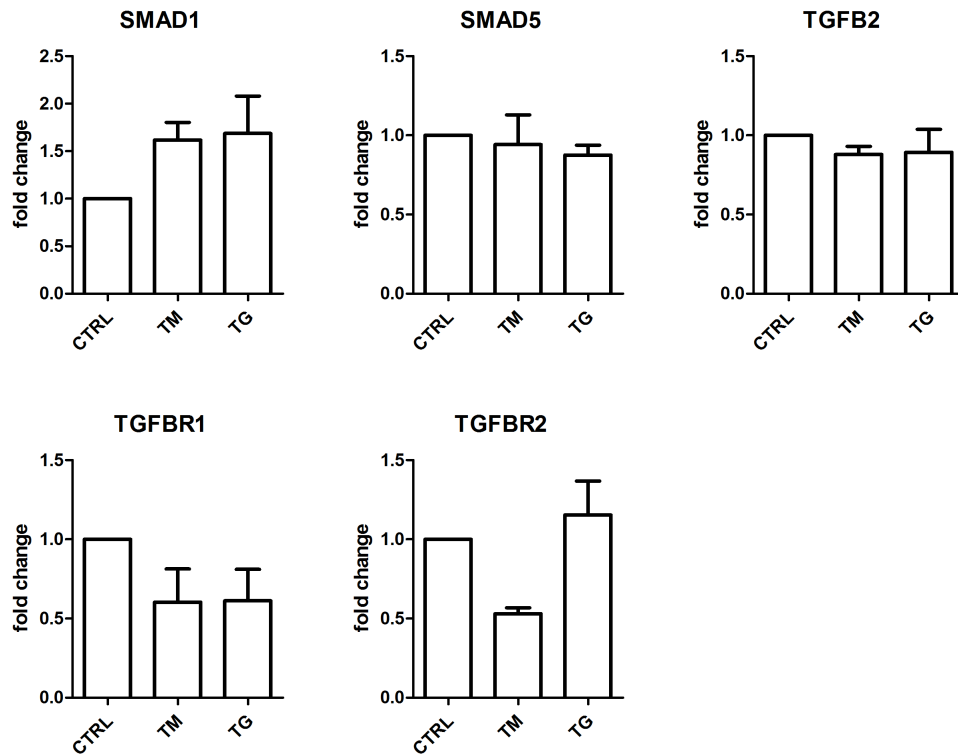 SMAD1
SMAD5
TGFB2
fold change
2.5
2.0
1.5
1.0
0.5
0.0
CTRL
TM
TG
fold change
1.5
1.0
0.5
0.0
CTRL
TM
TG
fold change
1.5
1.0
0.5
0.0
CTRL
TM
TG
TGFBR1
TGFBR2
fold change
1.5
1.0
0.5
0.0
CTRL
TM
TG
fold change
1.5
1.0
0.5
0.0
CTRL
TM
TG